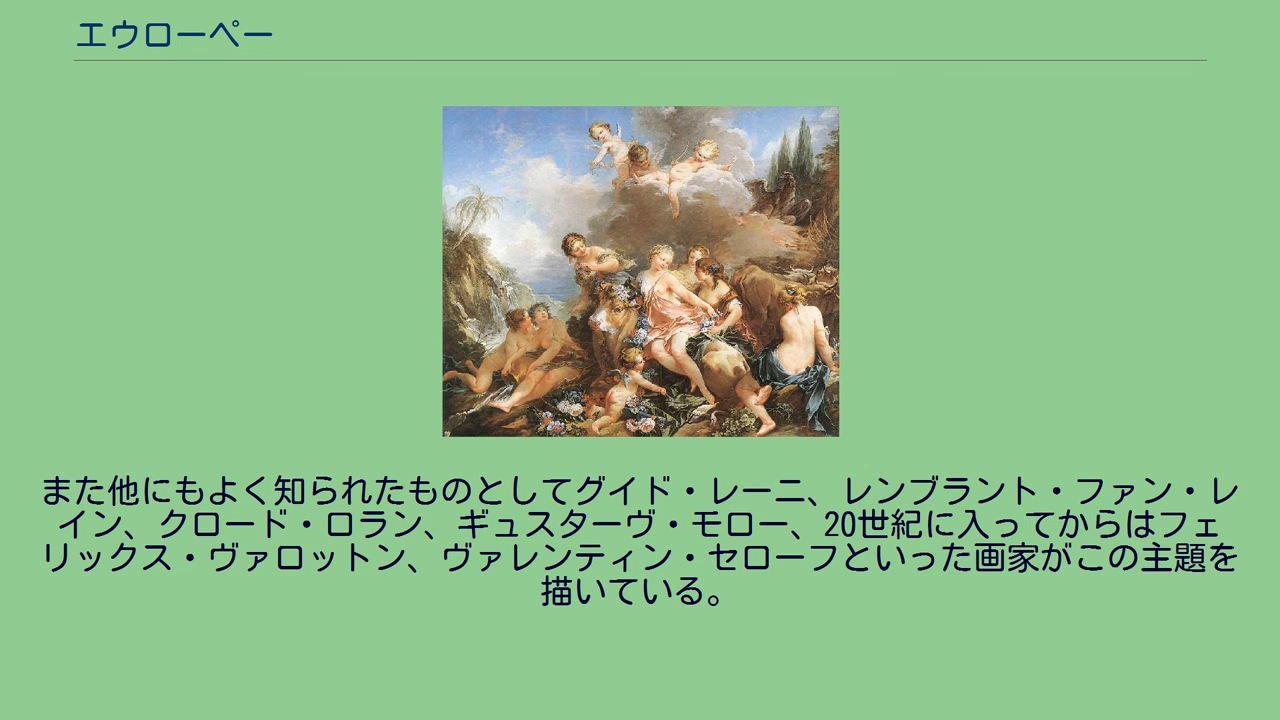 エウローペー
また他にもよく知られたものとしてグイド・レーニ、レンブラント・ファン・レ
イン、クロード・ロラン、ギュスターヴ・モロー、20世紀に入ってからはフェ
リックス・ヴァロットン、ヴァレンティン・セローフといった画家がこの主題を
描いている。